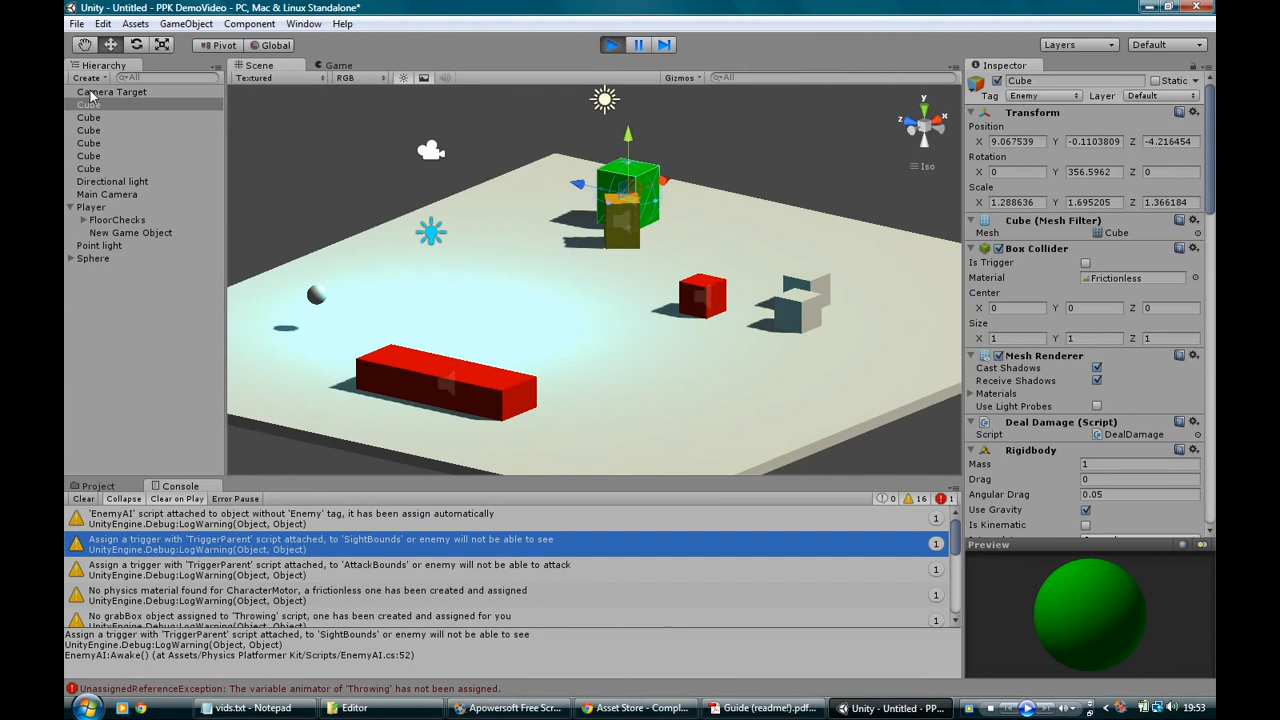 Unity - Untitled - PPK DemoVideo - PC, Mac & Linux Standalone*
File Edit Assets GameObject Component Window Help
Pivot Global Layers Default
Hierarchy
Create All
Camera Target
Cube
Cube
Cube
Cube
Cube
Cube
Directional light
Main Camera
Player
FloorChecks
New Game Object
Point light
Sphere
Scene Game
Textured RGB Gizmos All
y
x
z
Iso
Inspector
Cube Static
Tag Enemy Layer Default
Transform
Position
X 9.067539 Y -0.1103809 Z -4.216454
Rotation
X 0 Y 356.5962 Z 0
Scale
X 1.288636 Y 1.695205 Z 1.366184
Cube (Mesh Filter)
Mesh Cube
Box Collider
Is Trigger
Material Frictionless
Center
X 0 Y 0 Z 0
Size
X 1 Y 1 Z 1
Mesh Renderer
Cast Shadows
Receive Shadows
Materials
Use Light Probes
Deal Damage (Script)
Script DealDamage
Rigidbody
Mass 1
Drag 0
Angular Drag 0.05
Use Gravity
Is Kinematic
Preview
Project Console
Clear Collapse Clear on Play Error Pause 0 16 1
'EnemyAI' script attached to object without 'Enemy' tag, it has been assign automatically
UnityEngine.Debug:LogWarning(Object, Object) 1
Assign a trigger with 'TriggerParent' script attached, to 'SightBounds' or enemy will not be able to see
UnityEngine.Debug:LogWarning(Object, Object) 1
Assign a trigger with 'TriggerParent' script attached, to 'AttackBounds' or enemy will not be able to attack
UnityEngine.Debug:LogWarning(Object, Object) 1
No physics material found for CharacterMotor, a frictionless one has been created and assigned
UnityEngine.Debug:LogWarning(Object, Object) 1
No grabBox object assigned to 'Throwing' script, one has been created and assigned for you
UnityEngine.Debug:LogWarning(Object, Object) 1
Assign a trigger with 'TriggerParent' script attached, to 'SightBounds' or enemy will not be able to see
UnityEngine.Debug:LogWarning(Object, Object)
EnemyAI:Awake() (at Assets/Physics Platformer Kit/Scripts/EnemyAI.cs:52)
UnassignedReferenceException: The variable animator of 'Throwing' has not been assigned.
vids.txt - Notepad Editor Apowersoft Free Scr... Asset Store - Compl... Guide (readme!).pdf... Unity - Untitled - PP... 19:53